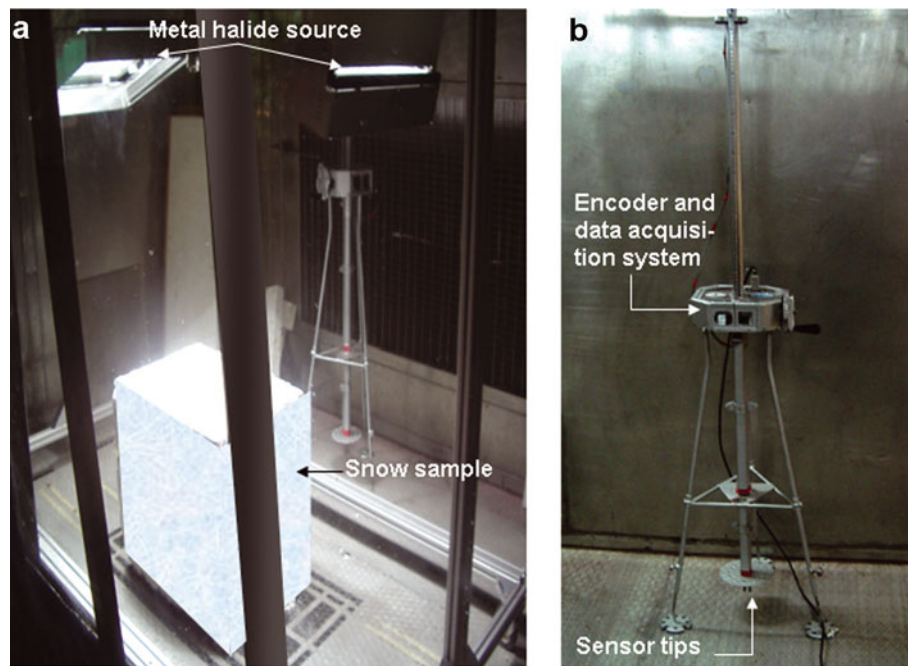 a
Metal halide source
Snow sample
b
Encoder and
data acquisi-
tion system
Sensor tips